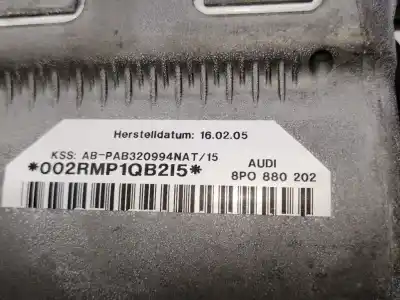 Herstelldatum: 16.02.05
KSS: AB-PAB320994NAT/15
*002RMP1QB2I5*
AUDI
8P0 880 202